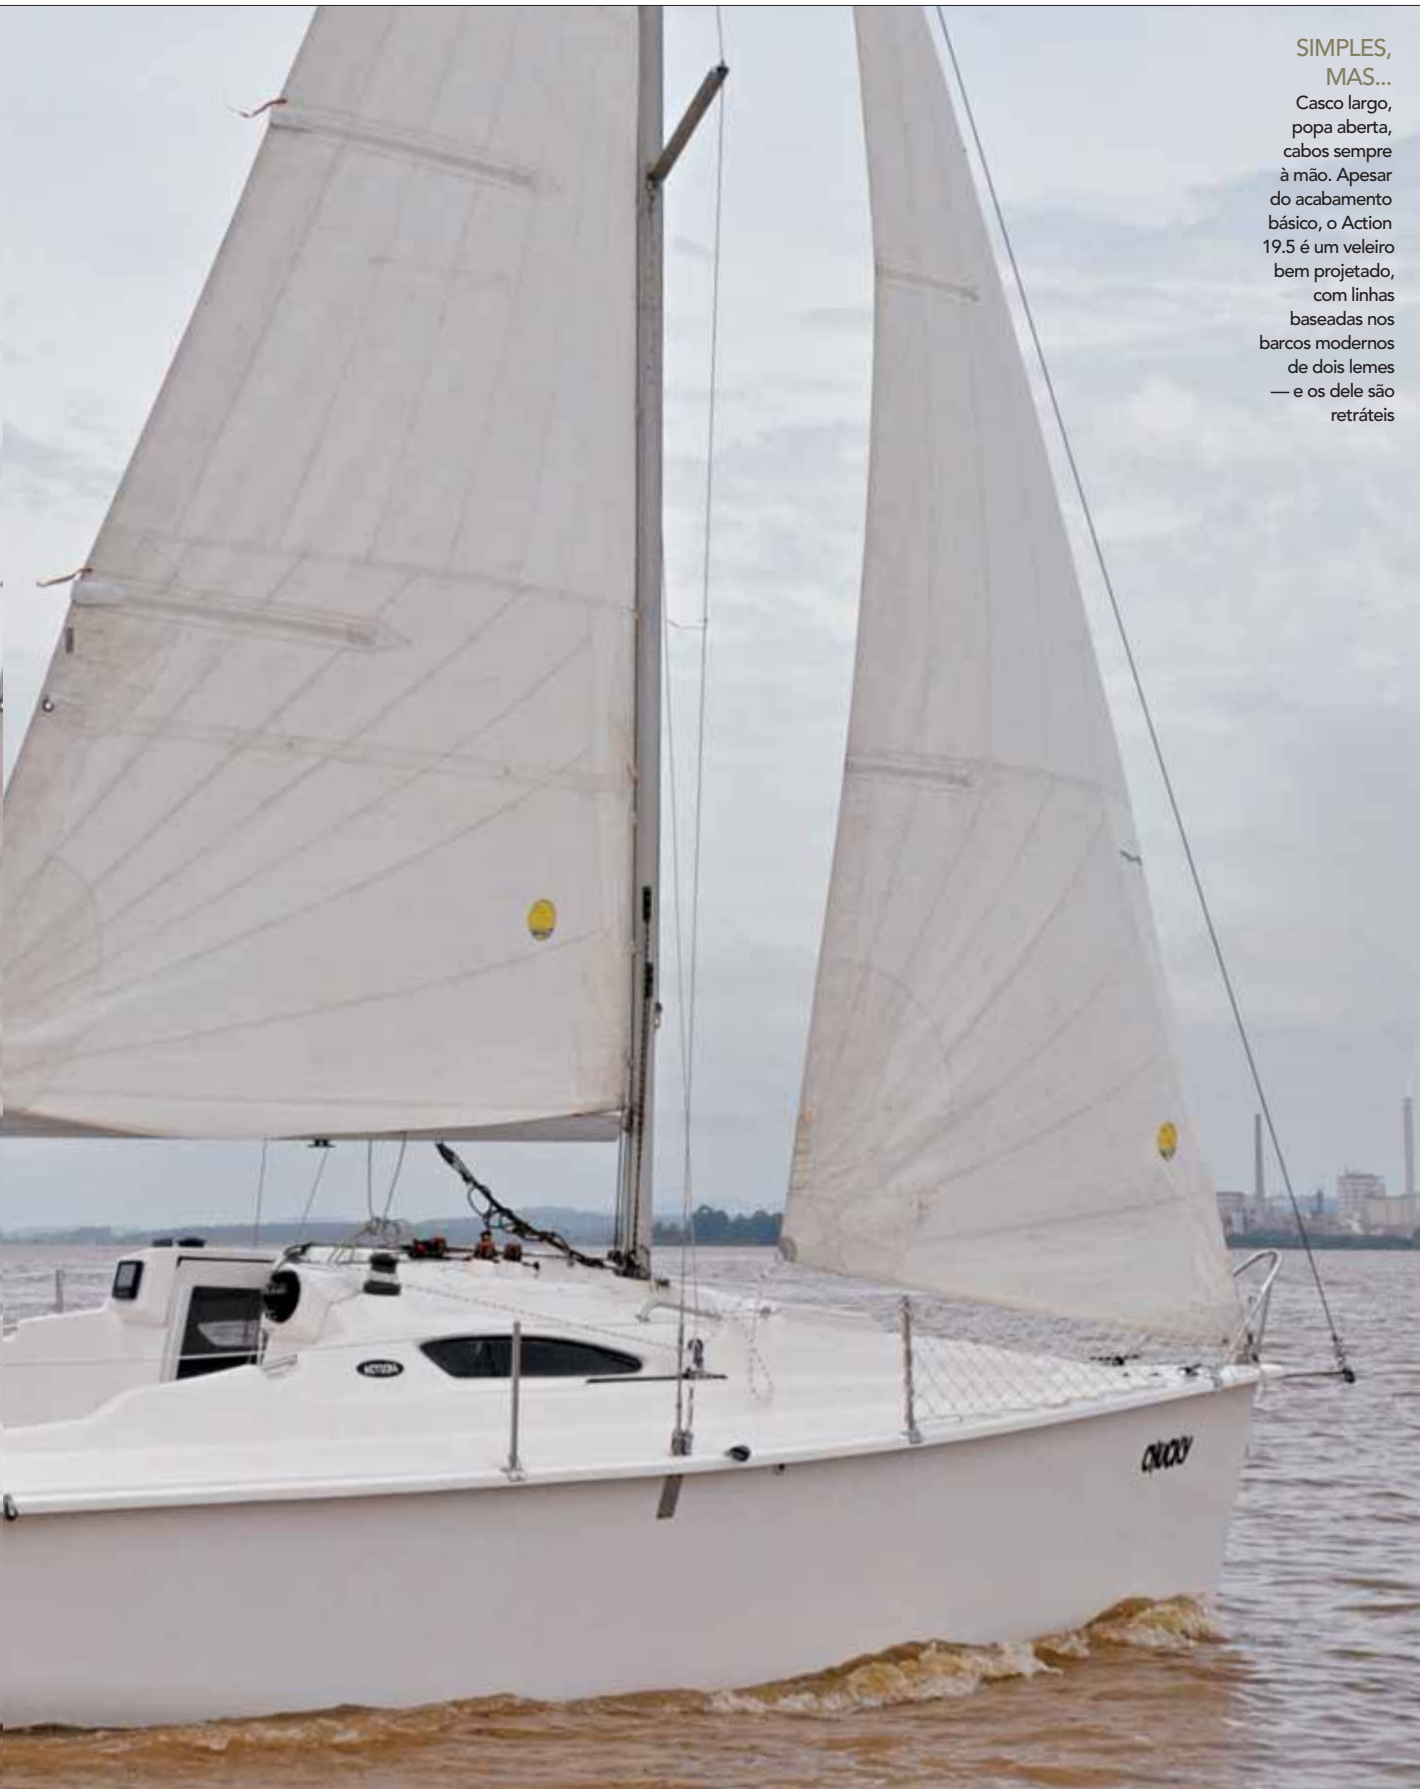 SIMPLES,
MAS...
Casco largo,
popa aberta,
cabos sempre
à mão. Apesar
do acabamento
básico, o Action
19.5 é um veleiro
bem projetado,
com linhas
baseadas nos
barcos modernos
de dois lemes
— e os dele são
retráteis
CHUCKY